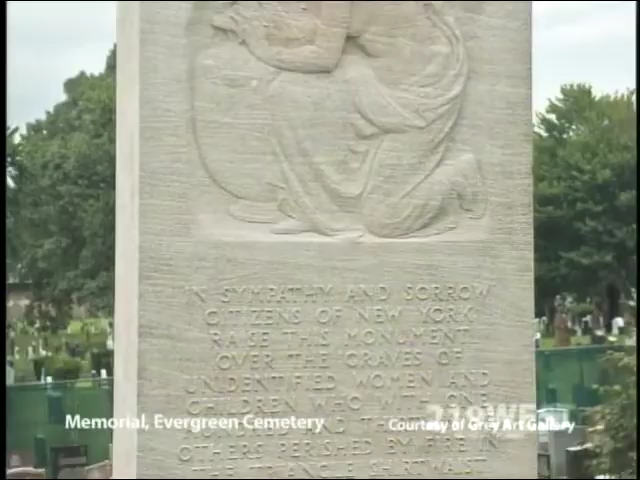 IN SYMPATHY AND SORROW
CITIZENS OF NEW YORK
RAISE THIS MONUMENT
OVER THE GRAVES OF
UNIDENTIFIED WOMEN AND
CHILDREN WHO WITH ONE
Memorial, Evergreen Cemetery
Courtesy of Grey Art Gallery
OTHERS PERISHED BY FIRE IN
THE TRIANGLE SHIRTWAIST